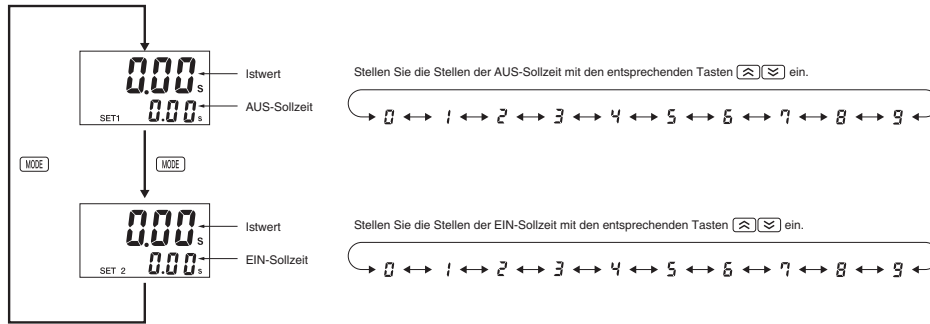 0.00 s
Istwert
Stellen Sie die Stellen der AUS-Sollzeit mit den entsprechenden Tasten ein.
SET1 0.00 s
AUS-Sollzeit
0 1 2 3 4 5 6 7 8 9
MODE
MODE
0.00 s
Istwert
Stellen Sie die Stellen der EIN-Sollzeit mit den entsprechenden Tasten ein.
SET 2 0.00 s
EIN-Sollzeit
0 1 2 3 4 5 6 7 8 9